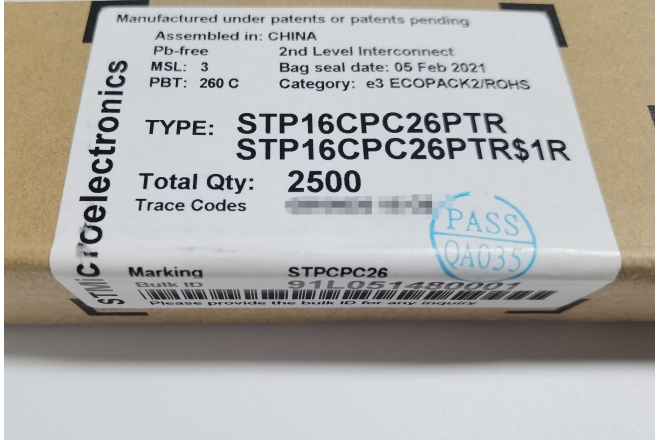 Manufactured under patents or patents pending
Assembled in: CHINA
Pb-free 2nd Level Interconnect
MSL: 3 Bag seal date: 05 Feb 2021
PBT: 260 C Category: e3 ECOPACK2/ROHS
STMicroelectronics
TYPE: STP16CPC26PTR
STP16CPC26PTR$1R
Total Qty: 2500
Trace Codes
PASS
QA035
Marking STPCPC26
Bulk ID 91L051480001
Please provide the bulk ID for any inquiry